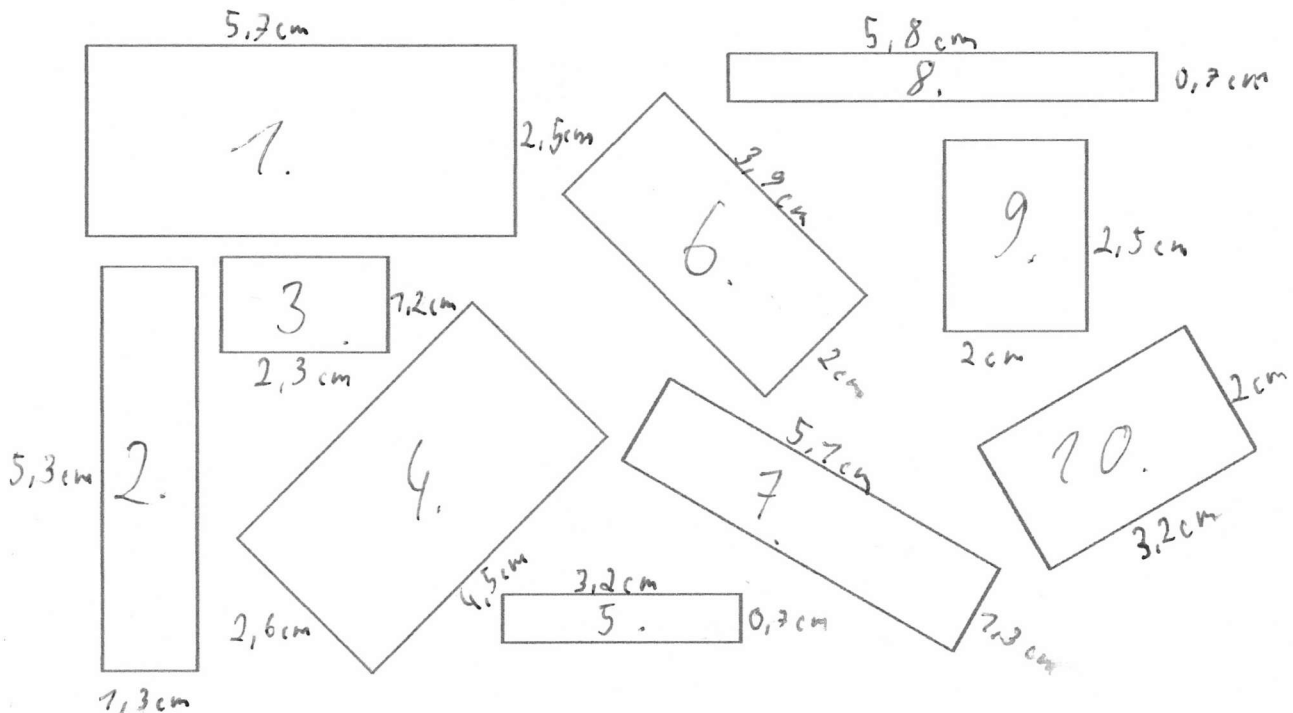 5,7cm
1.
2,5cm
5,8cm
8.
0,7cm
3,9cm
6.
2cm
9.
2,5cm
2cm
3.
1,2cm
2,3cm
5,3cm
2.
1,3cm
4.
4,5cm
2,6cm
3,2cm
5.
0,7cm
5,1cm
7.
1,3cm
10.
2cm
3,2cm